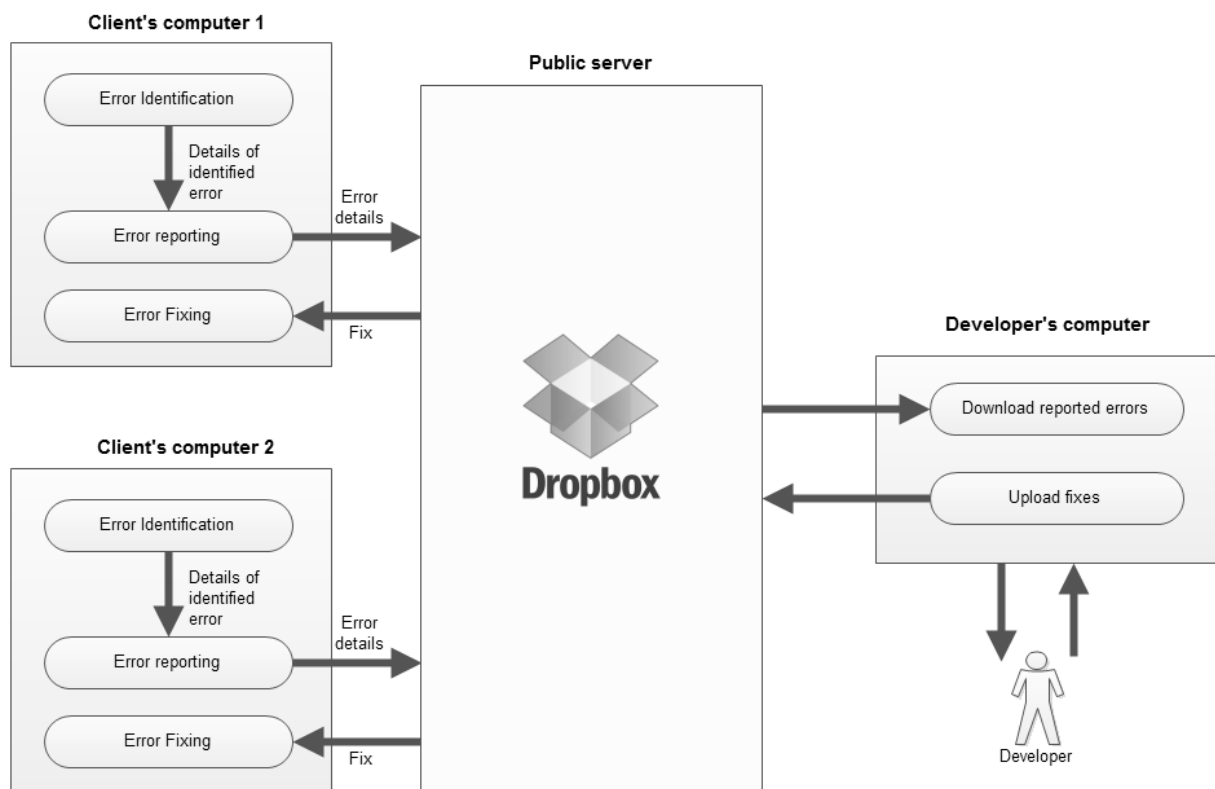 Client's computer 1
Error Identification
Details of
identified
error
Error reporting
Error
details
Error Fixing
Fix
Public server
Dropbox
Client's computer 2
Error Identification
Details of
identified
error
Error reporting
Error
details
Error Fixing
Fix
Developer's computer
Download reported errors
Upload fixes
Developer